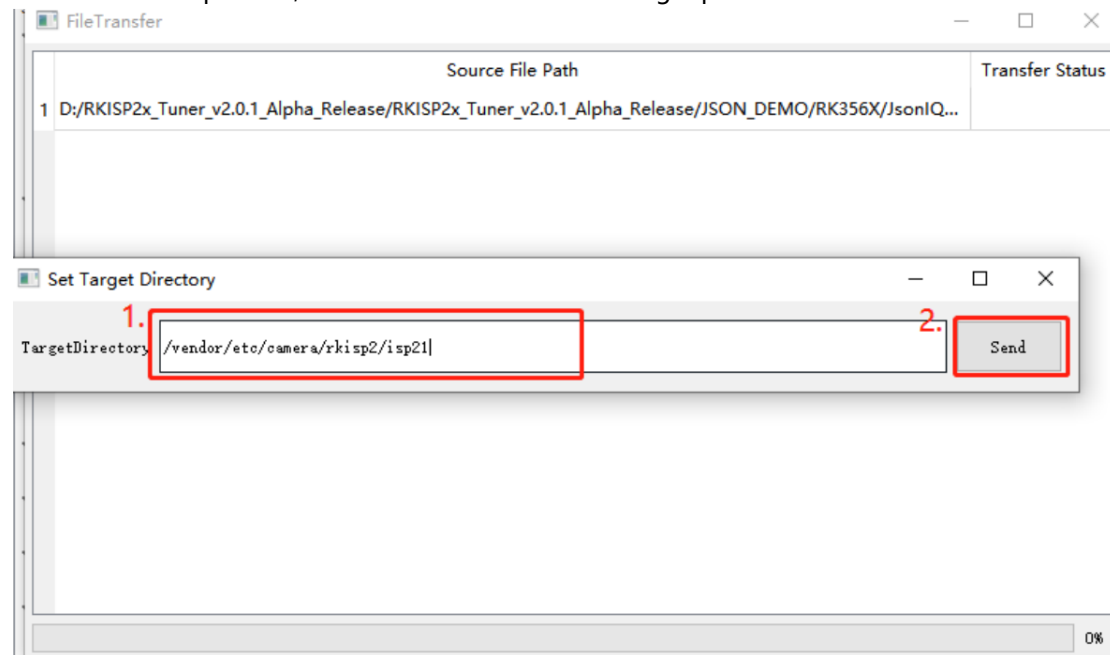 FileTransfer
Source File Path Transfer Status
1 D:/RKISP2x_Tuner_v2.0.1_Alpha_Release/RKISP2x_Tuner_v2.0.1_Alpha_Release/JSON_DEMO/RK356X/JsonIQ...
Set Target Directory
1. 2.
TargetDirectory /vendor/etc/camera/rkisp2/isp21 Send
0%